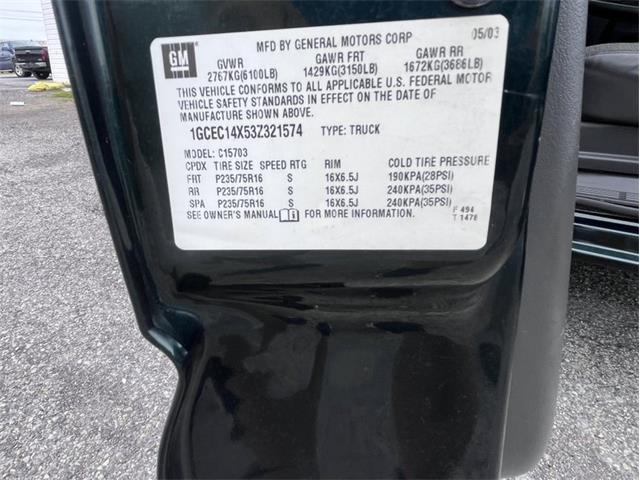 GM
MFD BY GENERAL MOTORS CORP 05/03
GVWR GAWR FRT GAWR RR
2767KG(6100LB) 1429KG(3150LB) 1672KG(3686LB)
THIS VEHICLE CONFORMS TO ALL APPLICABLE U.S. FEDERAL MOTOR
VEHICLE SAFETY STANDARDS IN EFFECT ON THE DATE OF
MANUFACTURE SHOWN ABOVE.
1GCEC14X53Z321574 TYPE: TRUCK
MODEL: C15703
CPDX TIRE SIZE SPEED RTG RIM COLD TIRE PRESSURE
FRT P235/75R16 S 16X6.5J 190KPA(28PSI)
RR P235/75R16 S 16X6.5J 240KPA(35PSI)
SPA P235/75R16 S 16X6.5J 240KPA(35PSI)
SEE OWNER'S MANUAL FOR MORE INFORMATION. F 494
T 1478